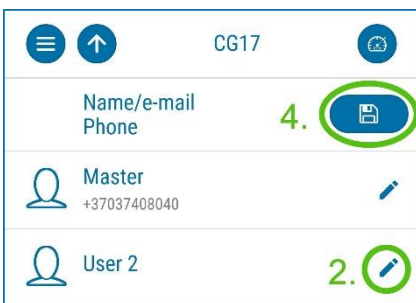 CG17
Name/e-mail
Phone
4.
Master
+37037408040
User 2
2.